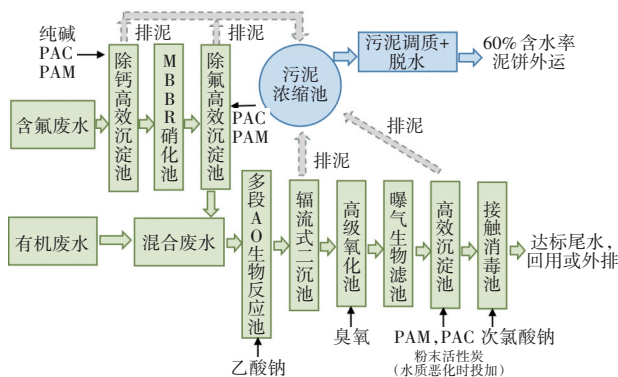 纯碱
PAC
PAM
排泥
排泥
除钙高效沉淀池
MBBR硝化池
除氟高效沉淀池
PAC
PAM
污泥
浓缩池
污泥调质+
脱水
60%含水率
泥饼外运
含氟废水
有机废水
混合废水
排泥
排泥
多段AO生物反应池
辐流式二沉池
高级氧化池
曝气生物滤池
高效沉淀池
接触消毒池
达标尾水，
回用或外排
乙酸钠
臭氧
PAM，PAC
次氯酸钠
粉末活性炭
（水质恶化时投加）